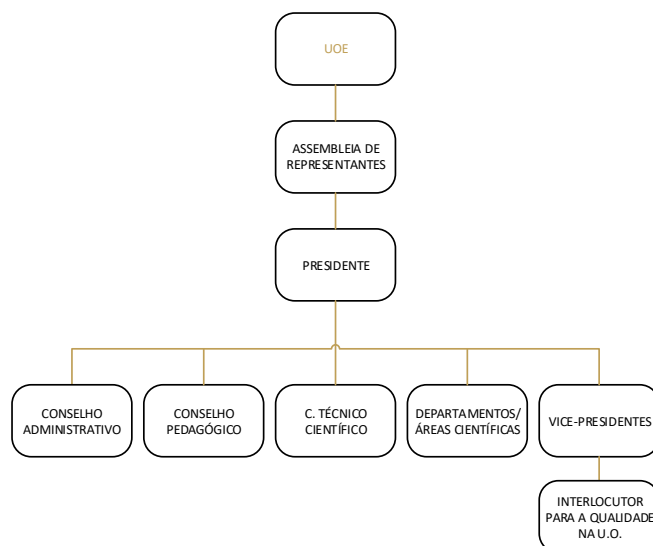 UOE
ASSEMBLEIA DE
REPRESENTANTES
PRESIDENTE
CONSELHO
ADMINISTRATIVO
CONSELHO
PEDAGÓGICO
C. TÉCNICO
CIENTÍFICO
DEPARTAMENTOS/
ÁREAS CIENTÍFICAS
VICE-PRESIDENTES
INTERLOCUTOR
PARA A QUALIDADE
NA U.O.